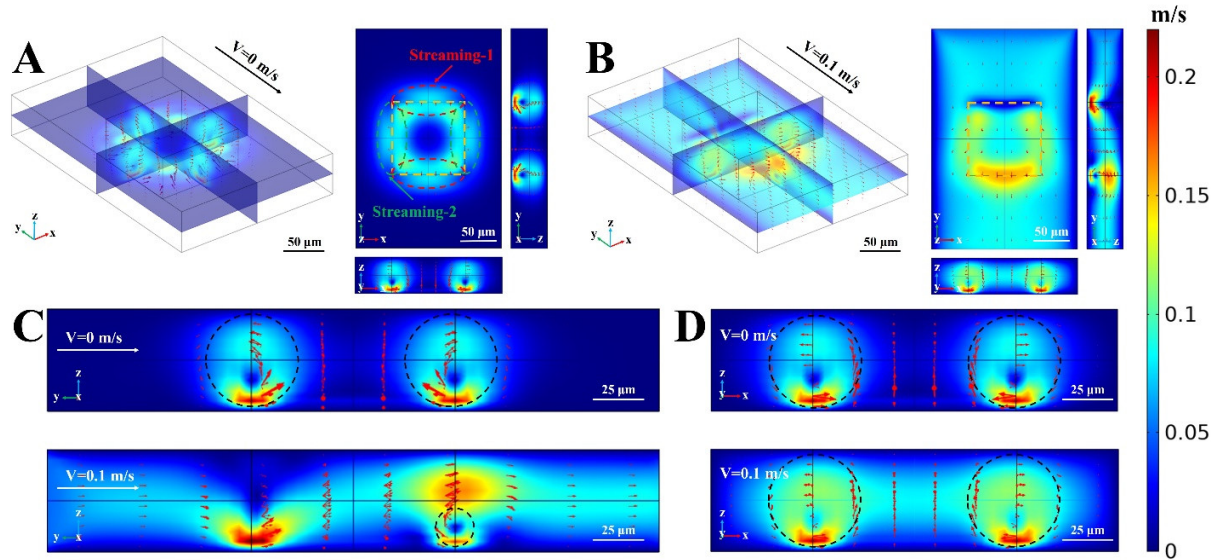 m/s
A
V=0 m/s
z
y
x
50 μm
Streaming-1
Streaming-2
y
z
x
50 μm
y
x
z
z
y
x
B
V=0.1 m/s
z
y
x
50 μm
y
z
x
50 μm
y
x
z
z
y
x
0.2
0.15
0.1
0.05
0
C
V=0 m/s
z
y
x
25 μm
V=0.1 m/s
z
y
x
25 μm
D
V=0 m/s
z
y
x
25 μm
V=0.1 m/s
z
y
x
25 μm